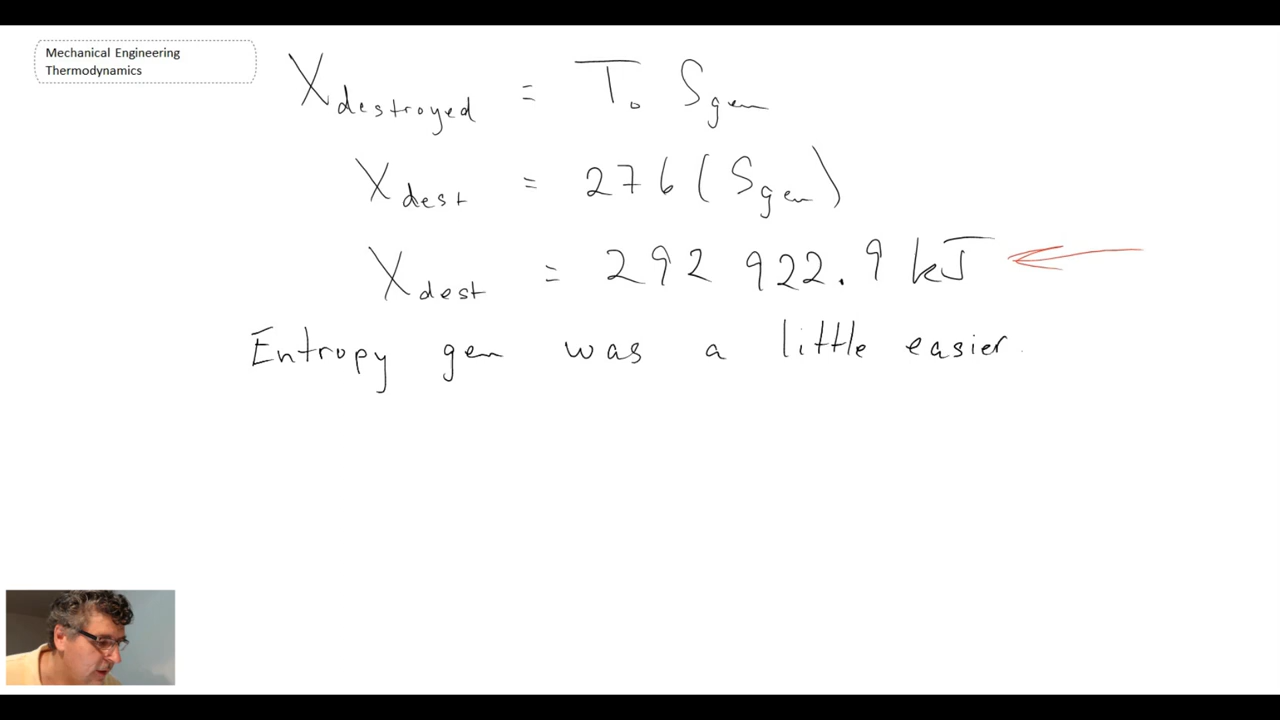 Mechanical Engineering
Thermodynamics
X destroyed = T₀ S gen
X dest = 276 ( S gen )
X dest = 292 922.9 kJ
Entropy gen was a little easier.